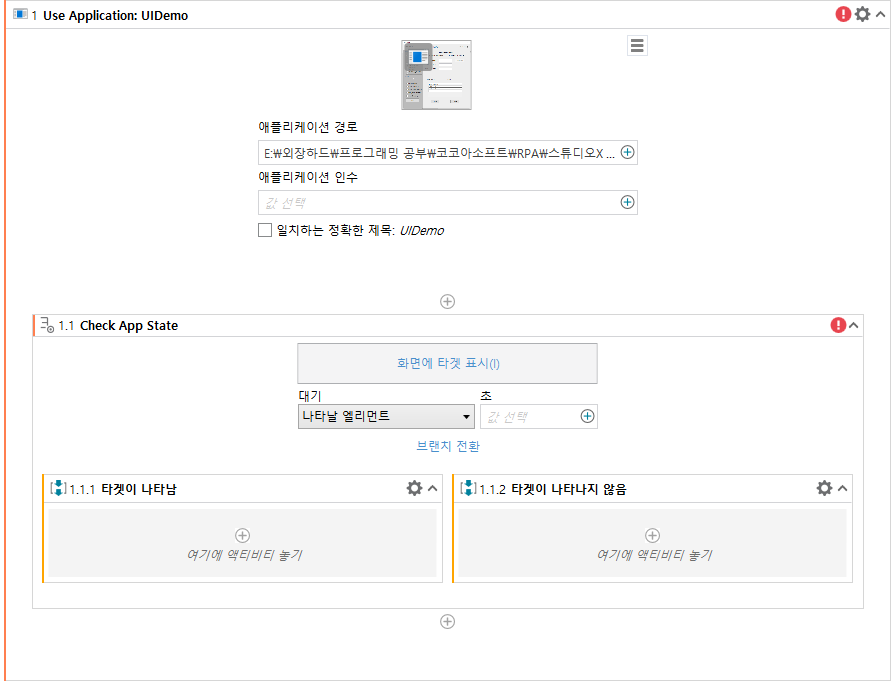 1 Use Application: UIDemo
애플리케이션 경로
E:₩외장하드₩프로그래밍 공부₩코코아소프트₩RPA₩스튜디오X ...
애플리케이션 인수
값 선택
일치하는 정확한 제목: UIDemo
1.1 Check App State
화면에 타겟 표시(I)
대기 초
나타날 엘리먼트 값 선택
브랜치 전환
1.1.1 타겟이 나타남 1.1.2 타겟이 나타나지 않음
여기에 액티비티 놓기 여기에 액티비티 놓기